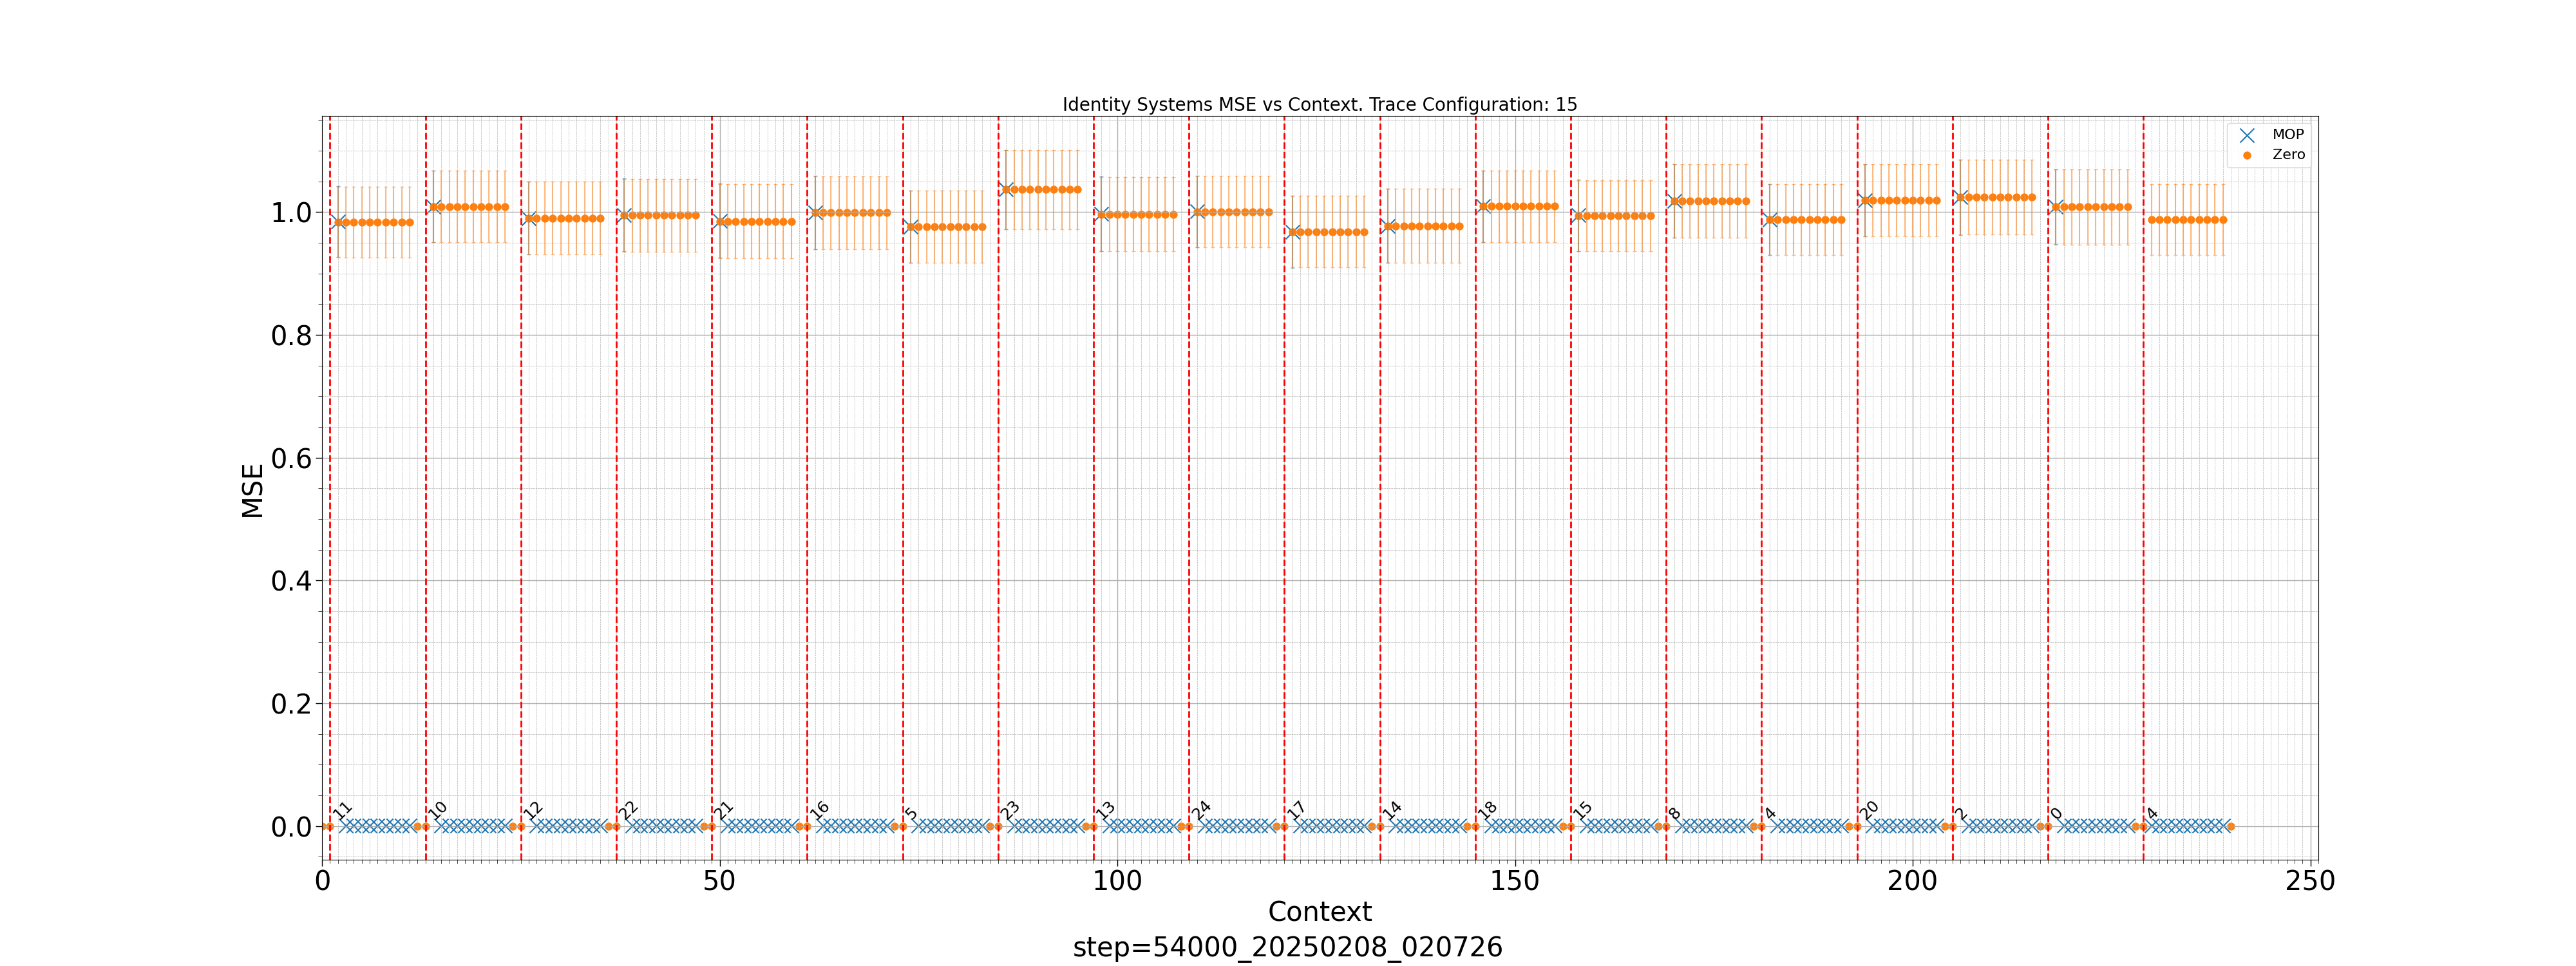 Identity Systems MSE vs Context. Trace Configuration: 15
MOP
Zero
1.0
0.8
0.6
0.4
0.2
0.0
MSE
11 10 12 22 21 16 5 23 13 24 17 14 18 15 8 4 20 2 0 4
0 50 100 150 200 250
Context
step=54000_20250208_020726